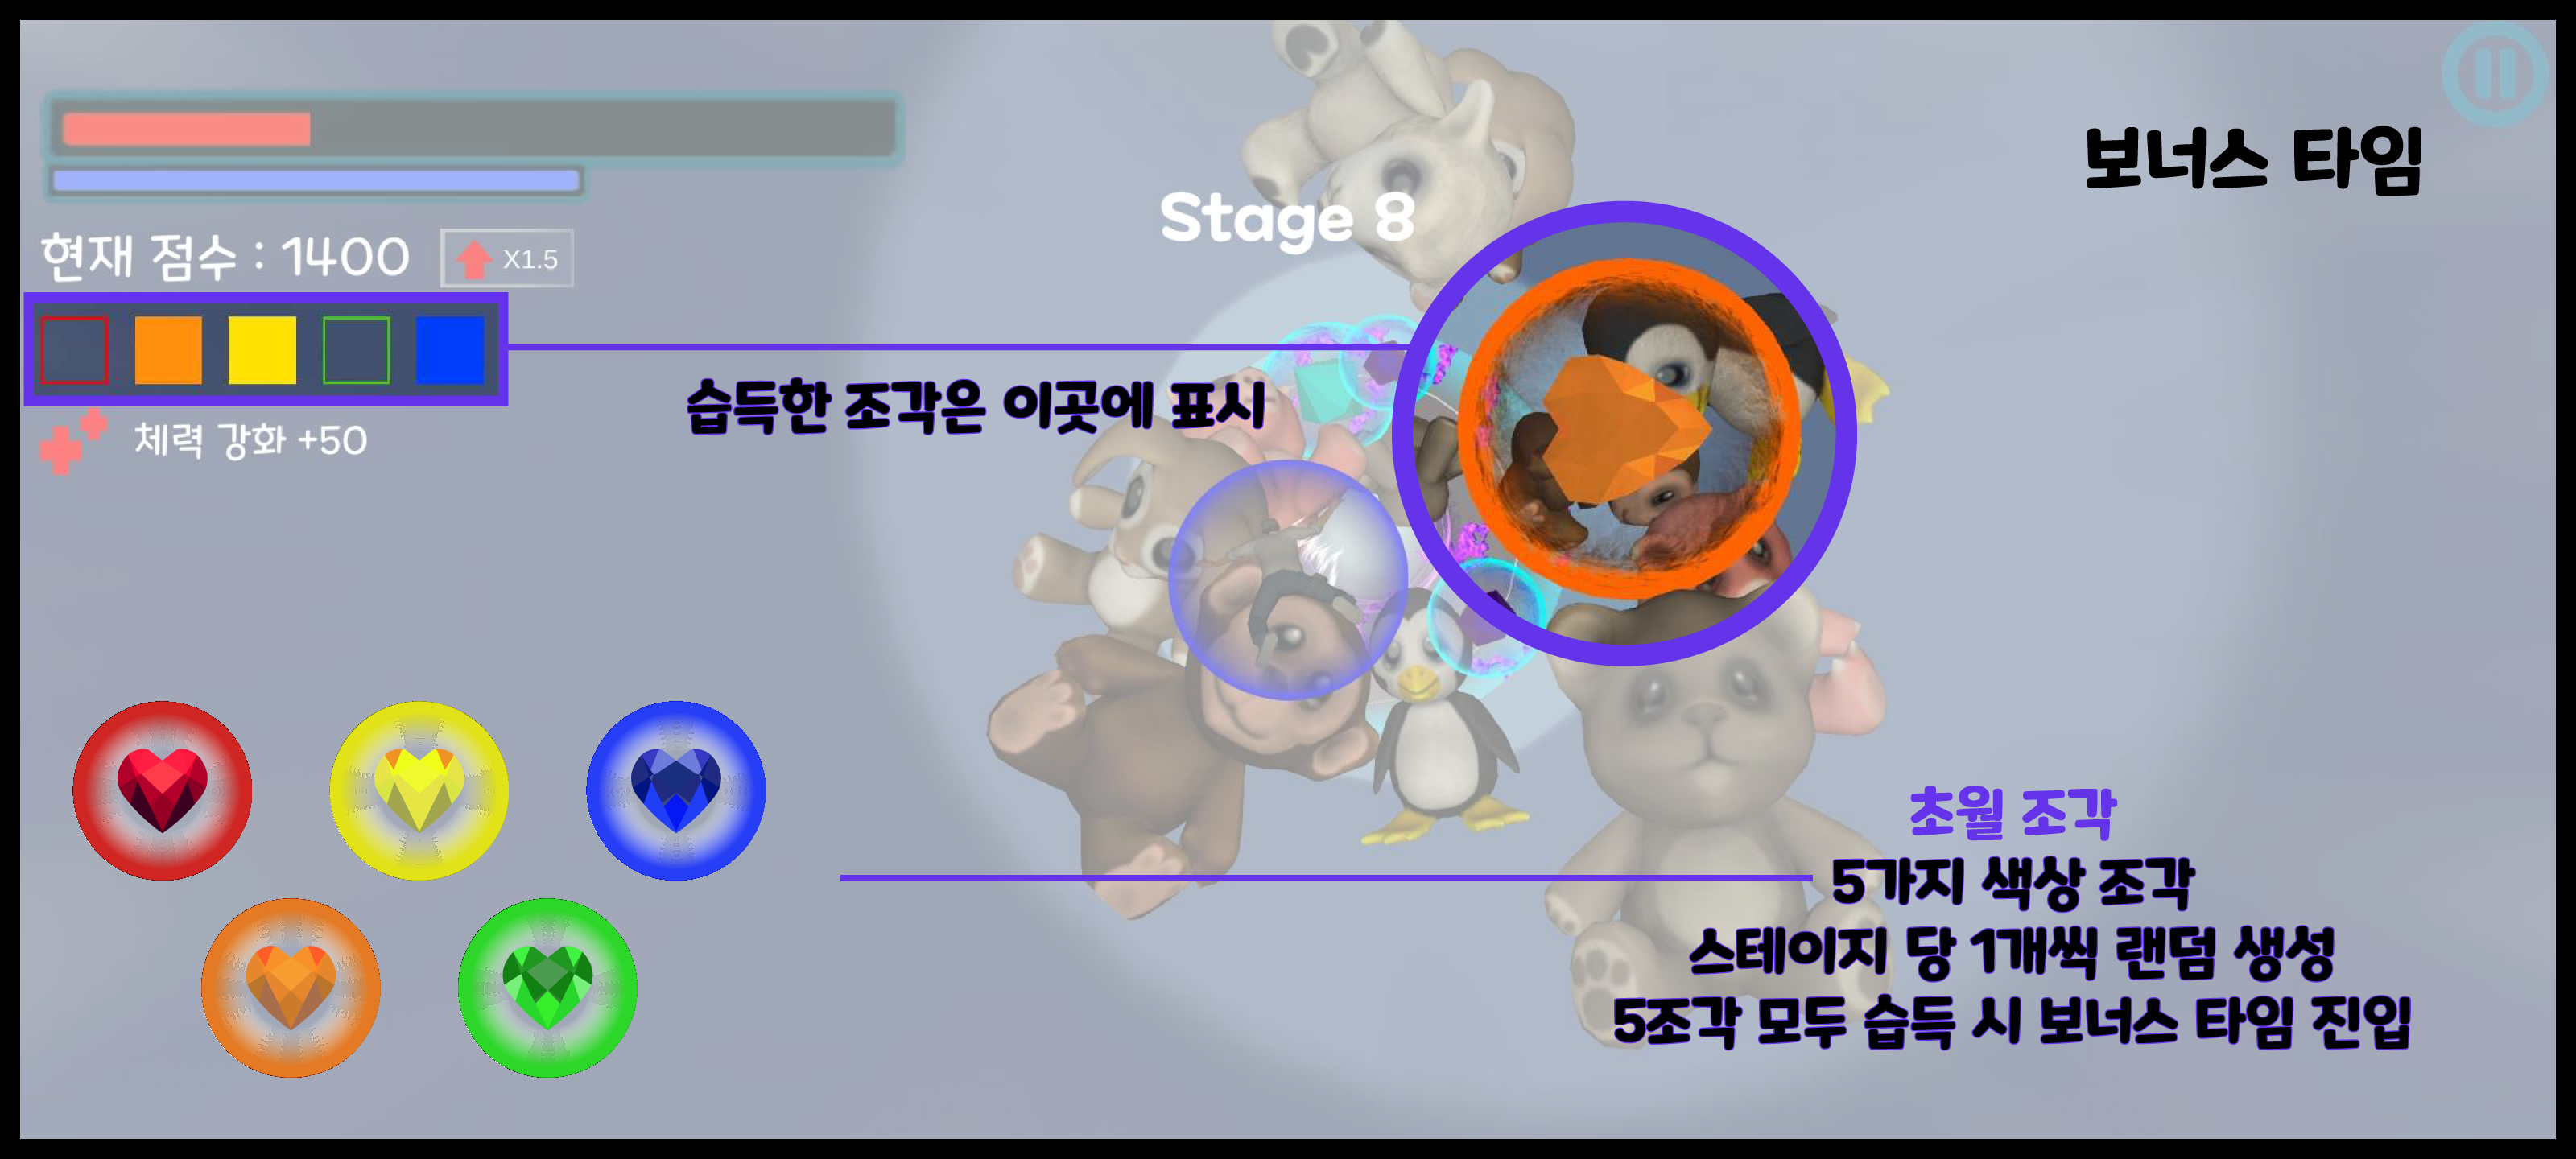 보너스 타임
Stage 8
현재 점수 : 1400
X1.5
습득한 조각은 이곳에 표시
체력 강화 +50
초월 조각
5가지 색상 조각
스테이지 당 1개씩 랜덤 생성
5조각 모두 습득 시 보너스 타임 진입